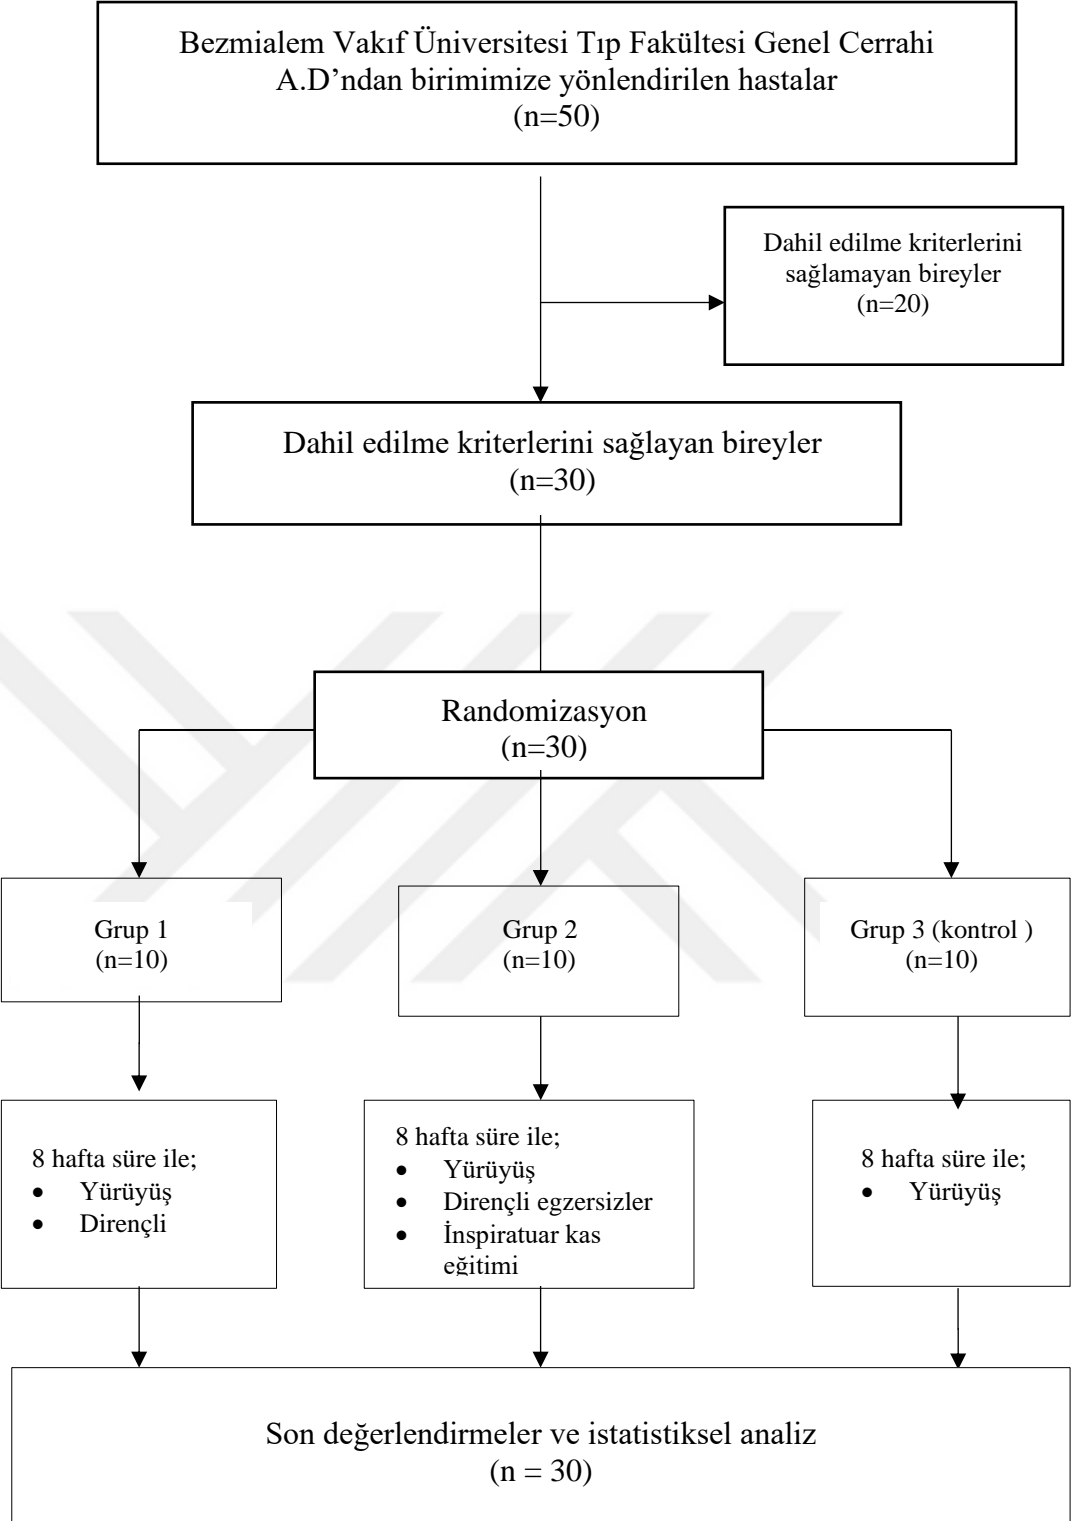 Bezmialem Vakıf Üniversitesi Tıp Fakültesi Genel Cerrahi
A.D’ndan birimimize yönlendirilen hastalar
(n=50)
Dahil edilme kriterlerini
sağlamayan bireyler
(n=20)
Dahil edilme kriterlerini sağlayan bireyler
(n=30)
Randomizasyon
(n=30)
Grup 1
(n=10)
Grup 2
(n=10)
Grup 3 (kontrol )
(n=10)
8 hafta süre ile;
• Yürüyüş
• Dirençli
8 hafta süre ile;
• Yürüyüş
• Dirençli egzersizler
• İnspiratuar kas
eğitimi
8 hafta süre ile;
• Yürüyüş
Son değerlendirmeler ve istatistiksel analiz
(n = 30)